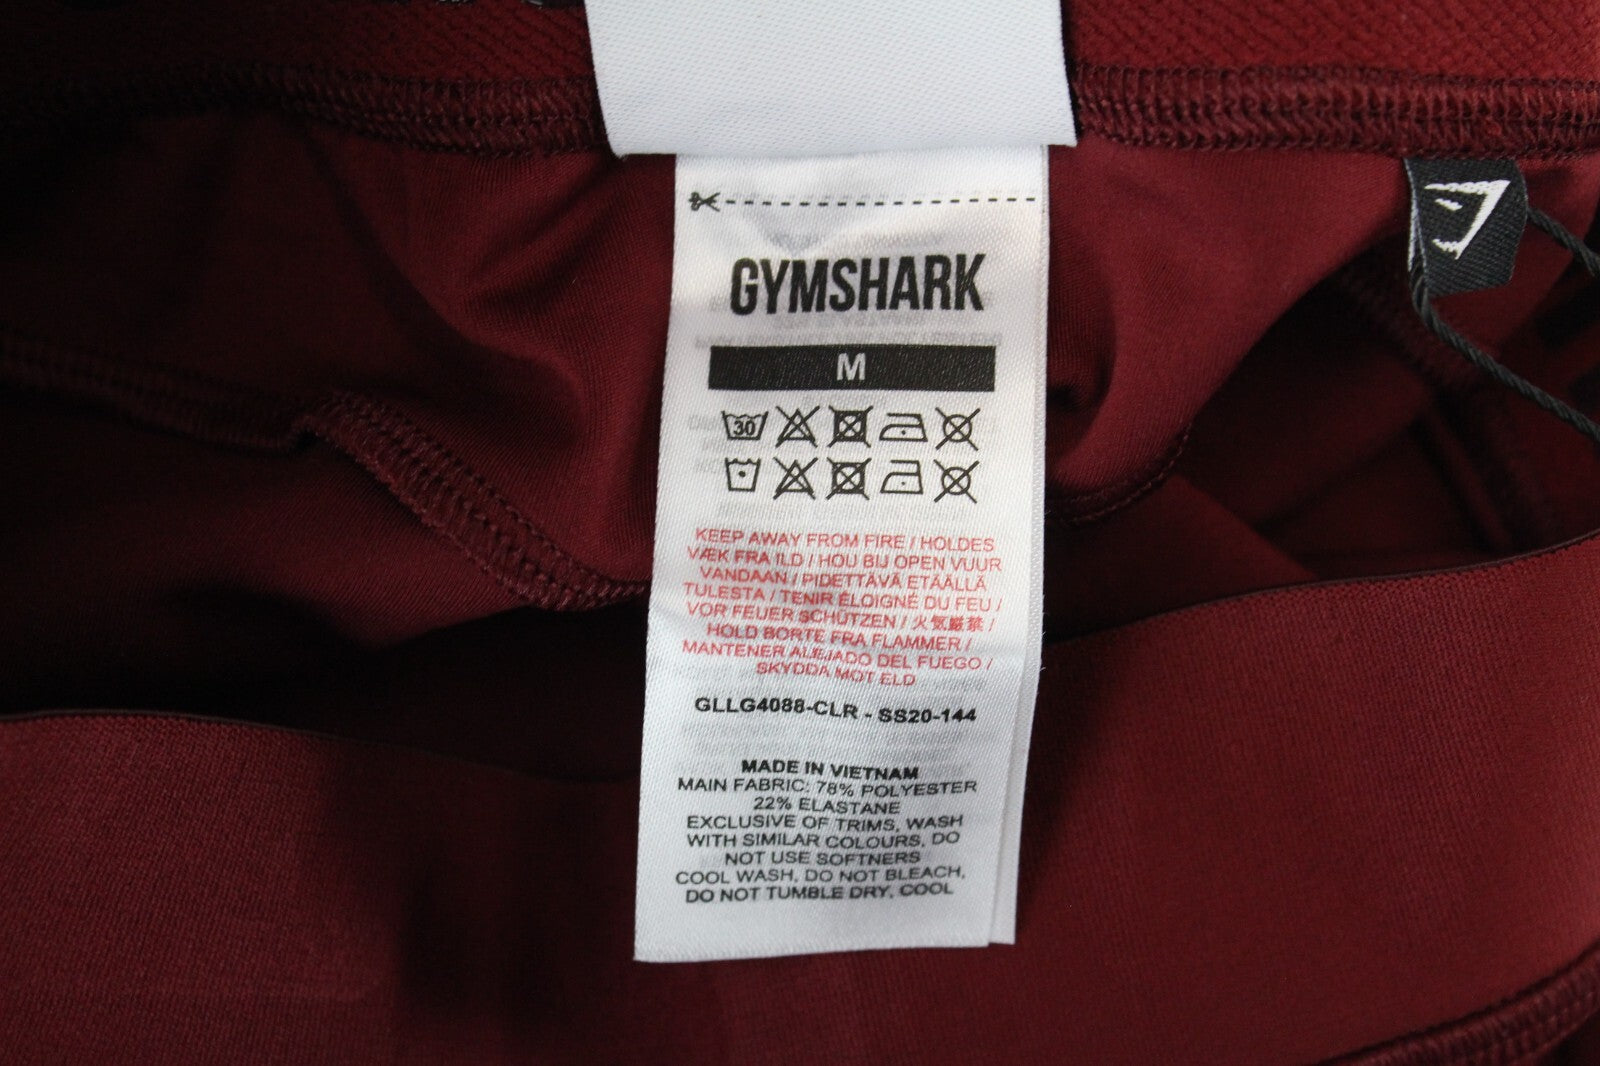 GYMSHARK
M
30
KEEP AWAY FROM FIRE / HOLDES
VÆK FRA ILD / HOU BIJ OPEN VUUR
VANDAAN / PIDETTÄVÄ ETÄÄLLÄ
TULESTA / TENIR ÉLOIGNÉ DU FEU /
VOR FEUER SCHÜTZEN / 火気厳禁 /
HOLD BORTE FRA FLAMMER /
MANTENER ALEJADO DEL FUEGO /
SKYDDA MOT ELD
GLLG4088-CLR - SS20-144
MADE IN VIETNAM
MAIN FABRIC: 78% POLYESTER
22% ELASTANE
EXCLUSIVE OF TRIMS, WASH
WITH SIMILAR COLOURS, DO
NOT USE SOFTNERS
COOL WASH, DO NOT BLEACH,
DO NOT TUMBLE DRY, COOL